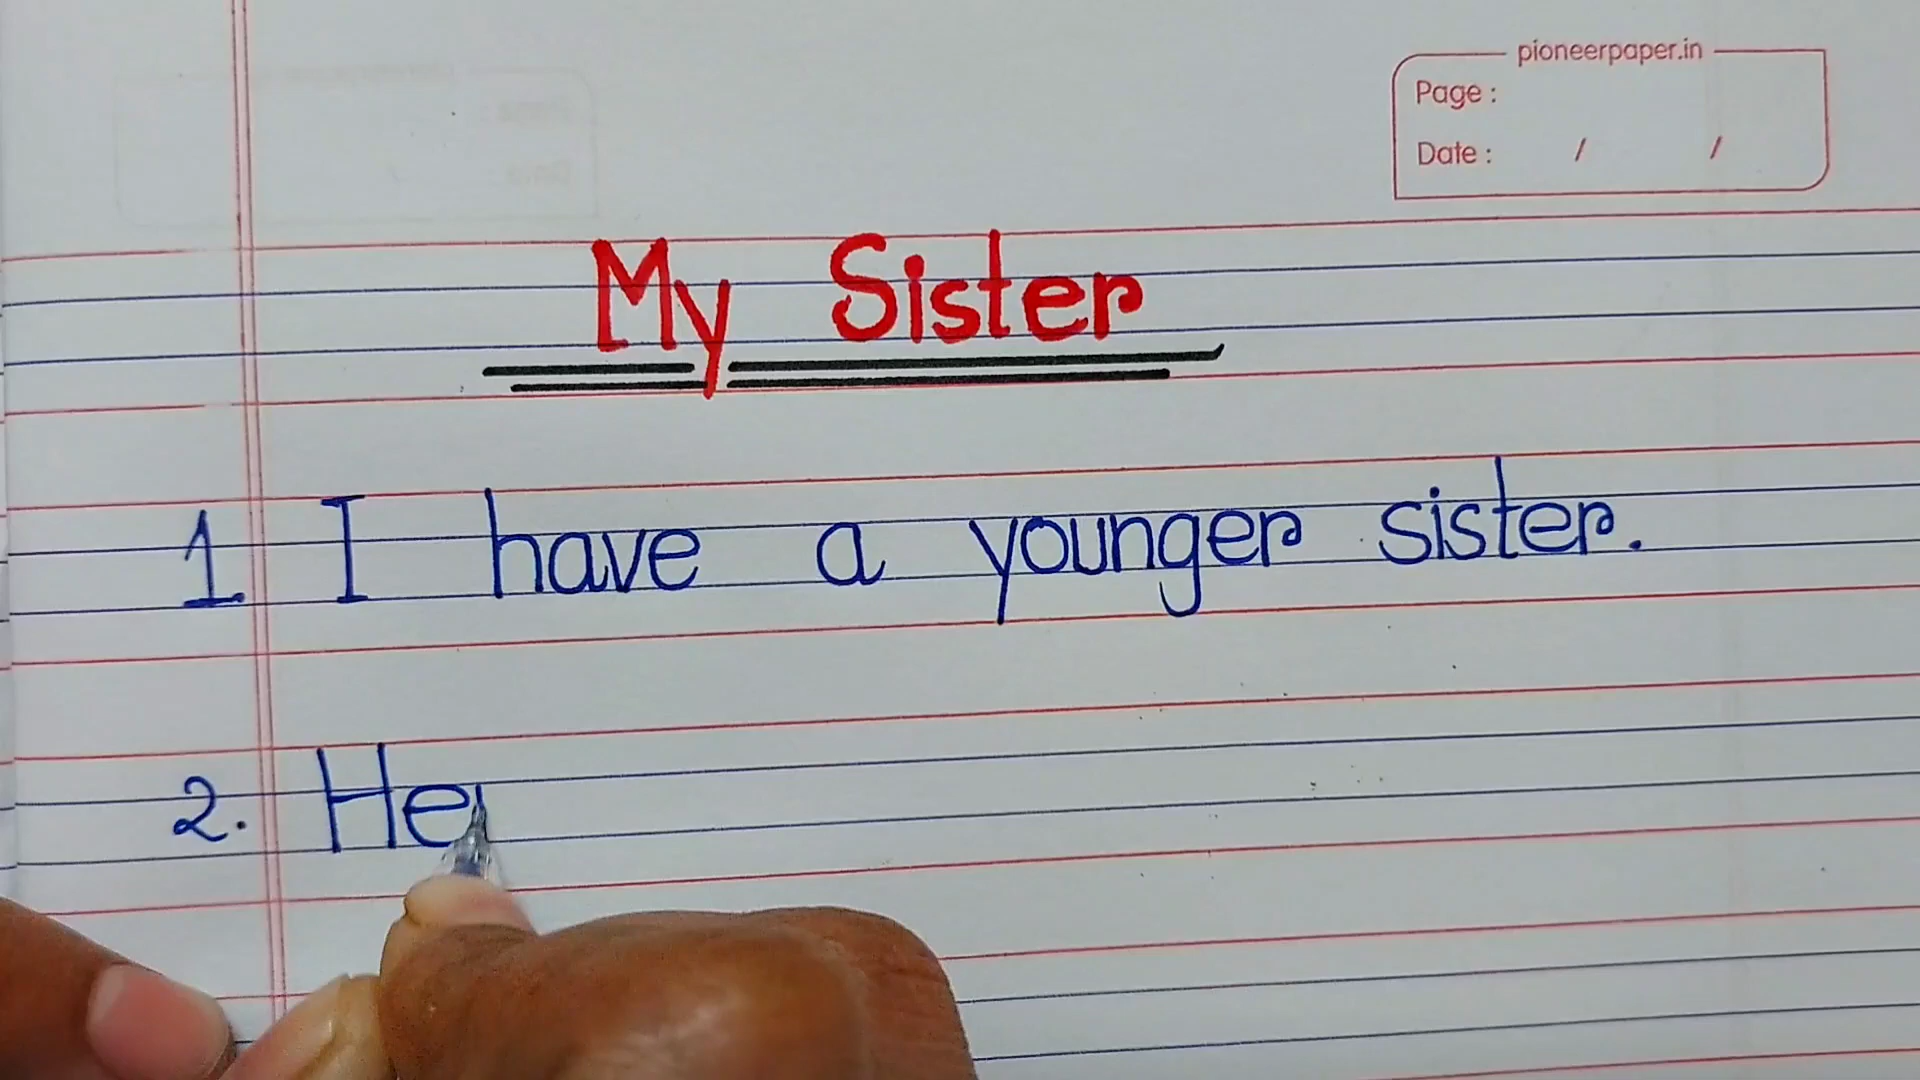 pioneerpaper.in
Page :
Date : / /
My Sister
1. I have a younger sister.
2. He